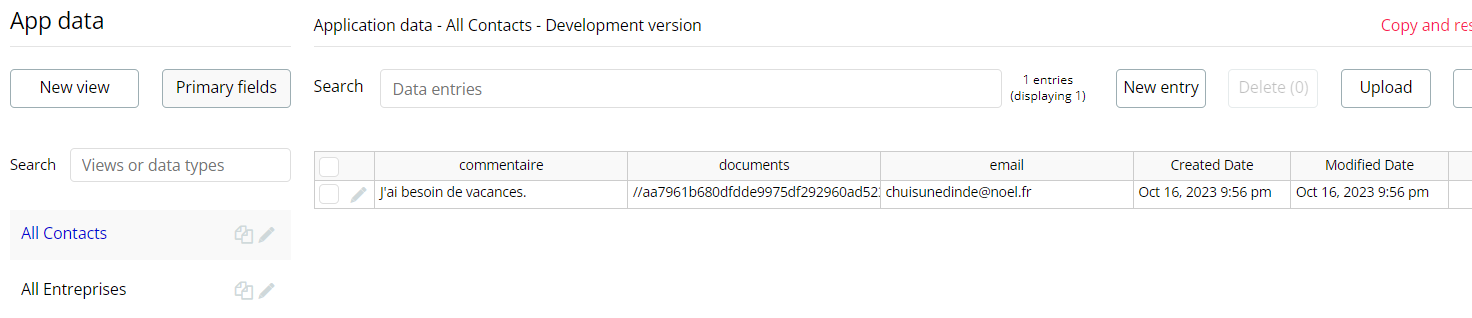 App data
Application data - All Contacts - Development version
Copy and res
New view
Primary fields
Search
Data entries
1 entries
(displaying 1)
New entry
Delete (0)
Upload
Search
Views or data types
commentaire documents email Created Date Modified Date
J'ai besoin de vacances. //aa7961b680dfdde9975df292960ad52 chuisunedinde@noel.fr Oct 16, 2023 9:56 pm Oct 16, 2023 9:56 pm
All Contacts
All Entreprises